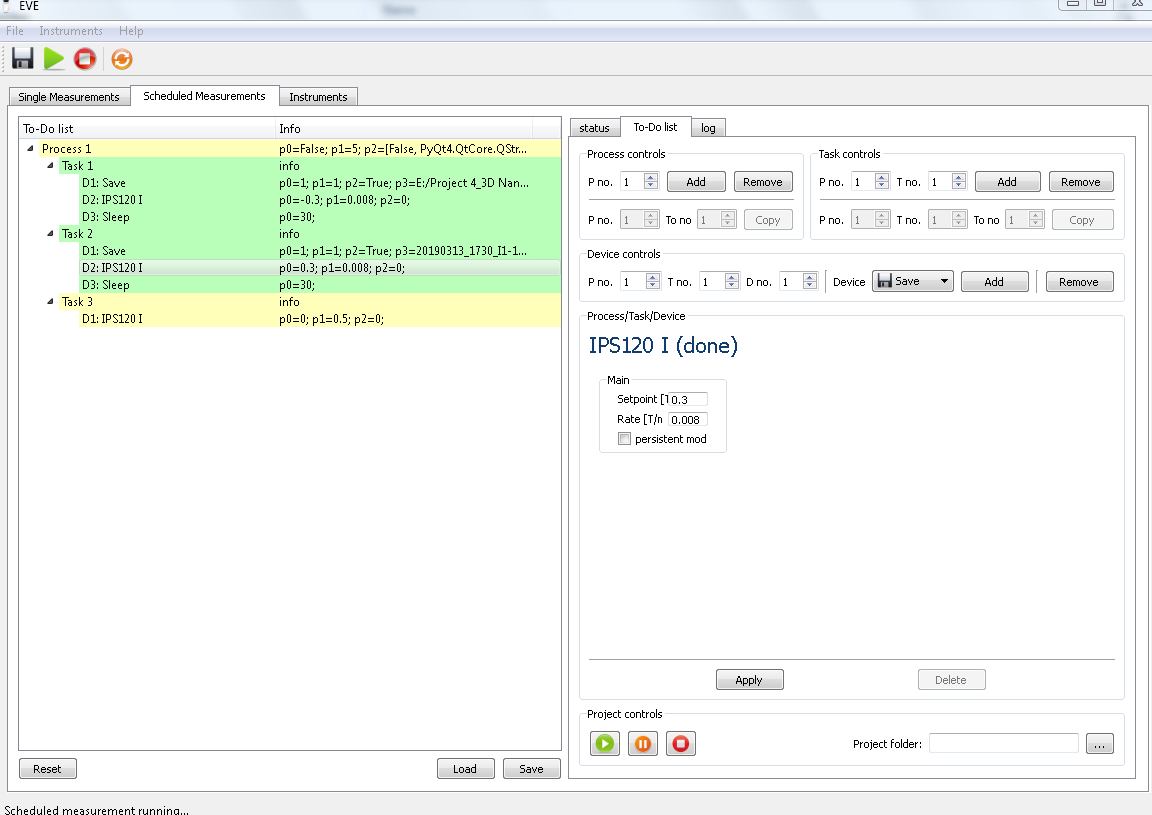 EVE
File Instruments Help
Single Measurements Scheduled Measurements Instruments
To-Do list Info
Process 1 p0=False; p1=5; p2=[False, PyQt4.QtCore.QStr...
Task 1 info
D1: Save p0=1; p1=1; p2=True; p3=E:/Project 4_3D Nan...
D2: IPS120 I p0=-0.3; p1=0.008; p2=0;
D3: Sleep p0=30;
Task 2 info
D1: Save p0=1; p1=1; p2=True; p3=20190313_1730_I1-1...
D2: IPS120 I p0=0.3; p1=0.008; p2=0;
D3: Sleep p0=30;
Task 3 info
D1: IPS120 I p0=0; p1=0.5; p2=0;
Reset Load Save
status To-Do list log
Process controls
P no. 1 Add Remove
P no. 1 To no 1 Copy
Task controls
P no. 1 T no. 1 Add Remove
P no. 1 T no. 1 To no 1 Copy
Device controls
P no. 1 T no. 1 D no. 1 Device Save Add Remove
Process/Task/Device
IPS120 I (done)
Main
Setpoint [T 0.3
Rate [T/n 0.008
persistent mod
Apply Delete
Project controls
Project folder: ...
Scheduled measurement running...